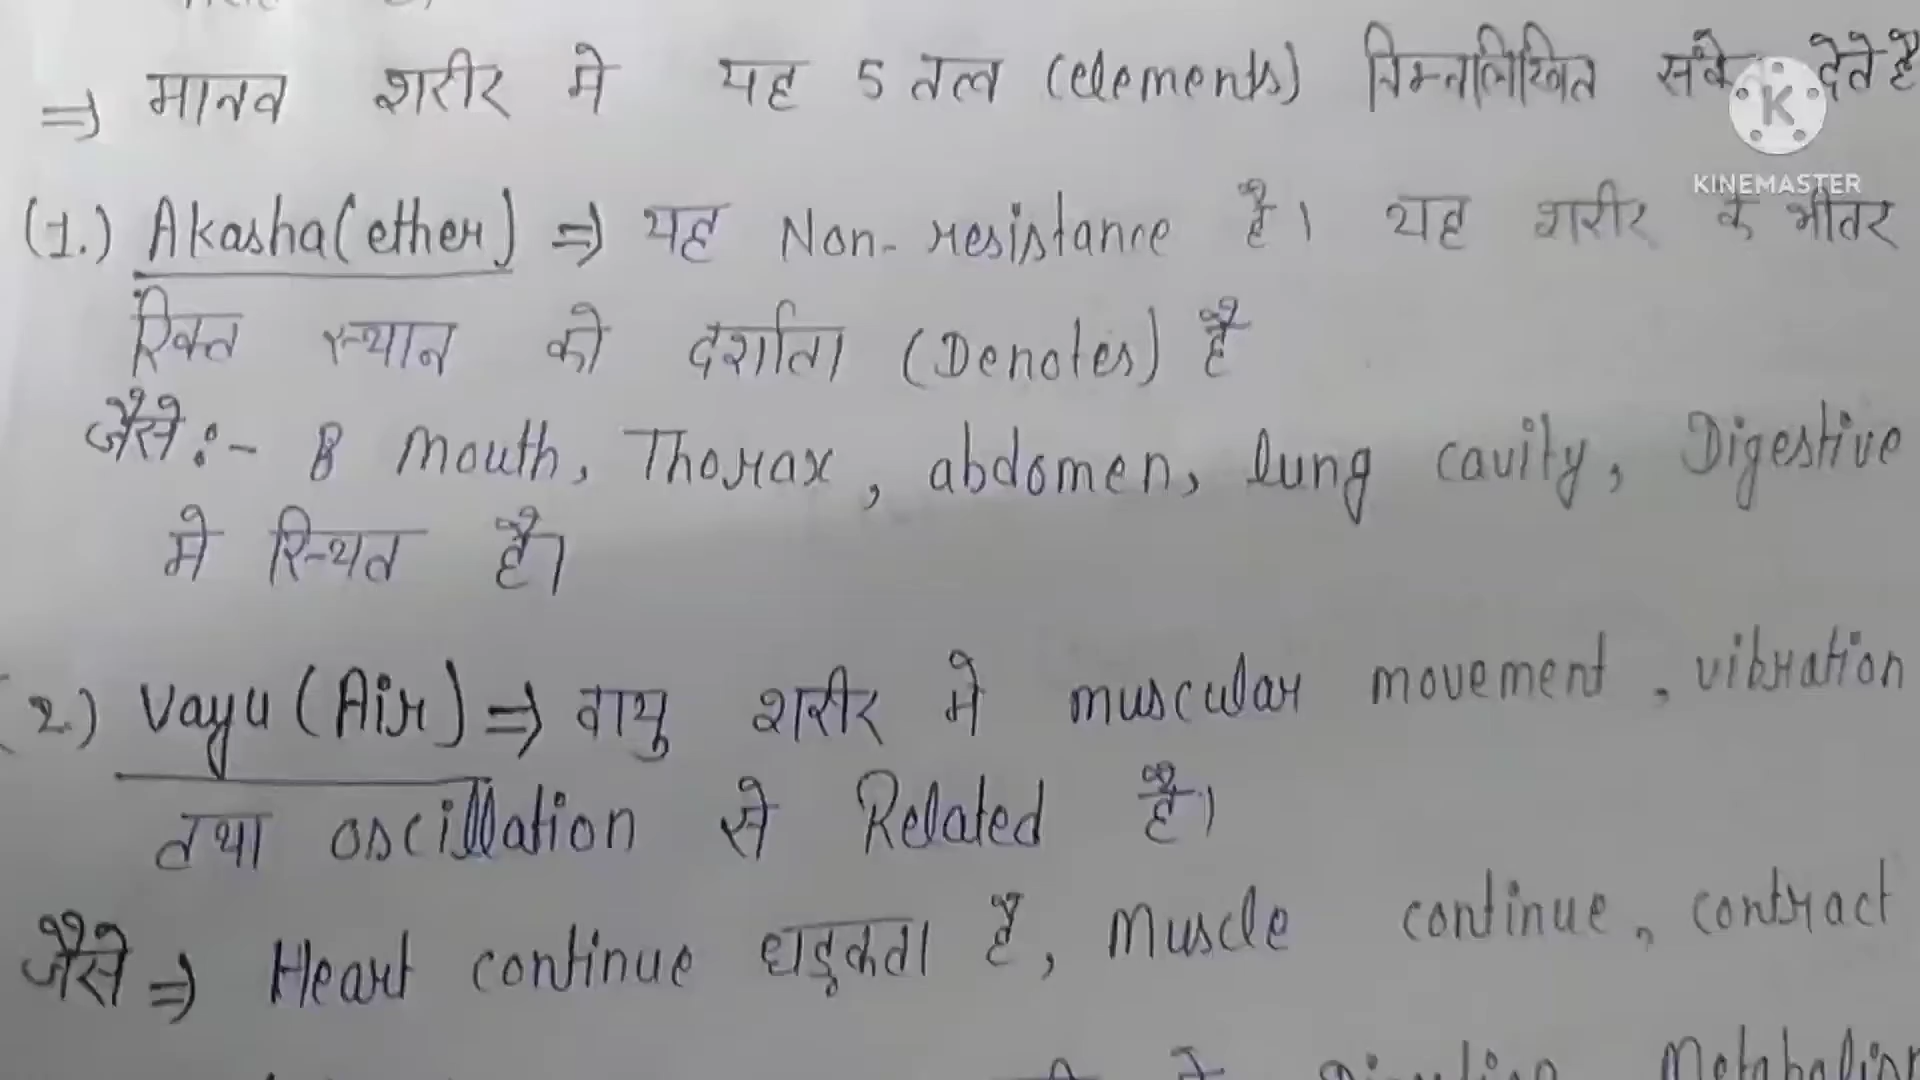 => मानव शरीर मे यह 5 तत्व (elements) निम्नलिखित संकेत देते है
KINEMASTER
(1.) Akasha(ether) => यह Non-resistance है। यह शरीर के भीतर
रिक्त स्थान को दर्शाता (Denotes) है
जैसे:- mouth, Thorax, abdomen, lung cavity, Digestive
मे स्थित है।
(2.) Vayu (Air) => वायु शरीर मे muscular movement, vibration
तथा oscillation से Related है।
जैसे => Heart continue धड़कता है, muscle continue, contract